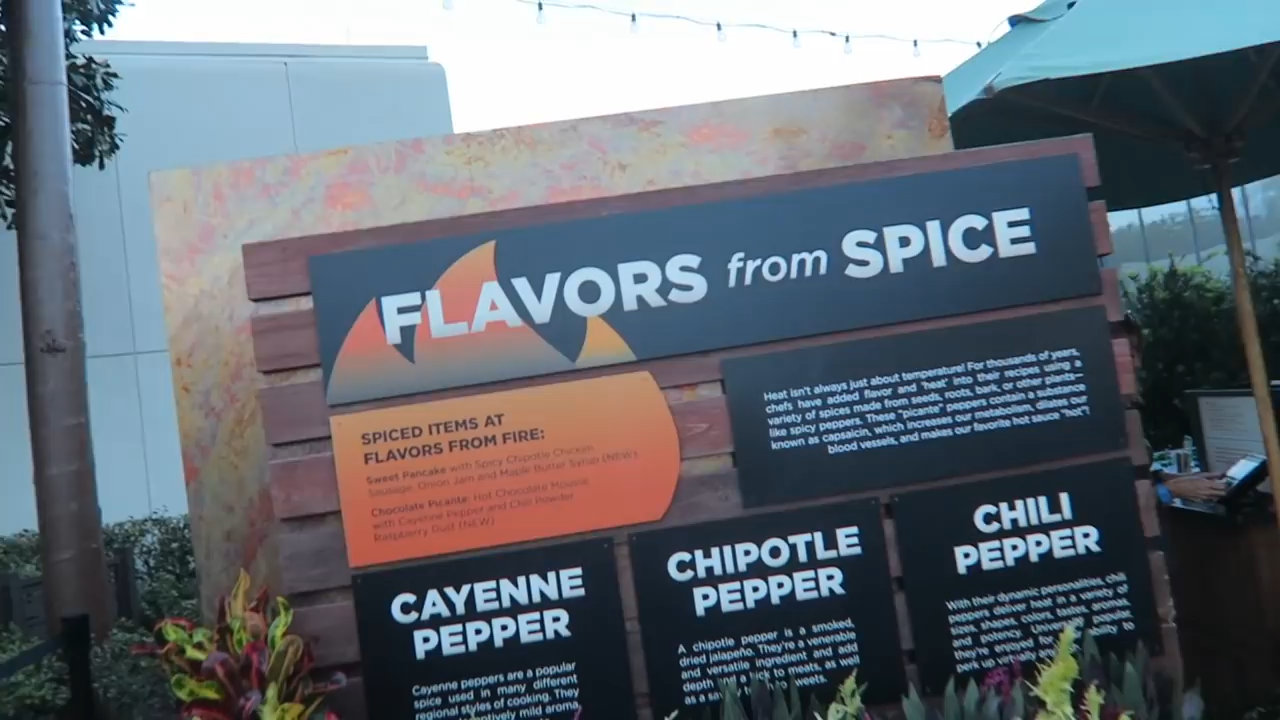 FLAVORS from SPICE
SPICED ITEMS AT
FLAVORS FROM FIRE:
Sweet Pancake with Spicy Chipotle Chicken
Sausage, Onion Jam and Maple Butter Syrup (NEW)
Chocolate Picante: Hot Chocolate Mousse
with Cayenne Pepper and Chili Powder
Raspberry Dust (NEW)
Heat isn't always just about temperature! For thousands of years,
chefs have added flavor and 'heat' into their recipes using a
variety of spices made from seeds, roots, bark, or other plants—
like spicy peppers. These "picante" peppers contain a substance
known as capsaicin, which increases our metabolism, dilates our
blood vessels, and makes our favorite hot sauce "hot"!
CAYENNE
PEPPER
Cayenne peppers are a popular
spice used in many different
regional styles of cooking. They
mild aroma,
CHIPOTLE
PEPPER
A chipotle pepper is a smoked,
dried jalapeño. They're a venerable
and versatile ingredient and add
depth and a kick to meats, as well
as a sweets.
CHILI
PEPPER
With their dynamic personalities, chili
peppers deliver heat in a variety of
sizes, shapes, colors, tastes, aromas,
and potency. peppers,
they're enjoyed for to
perk up